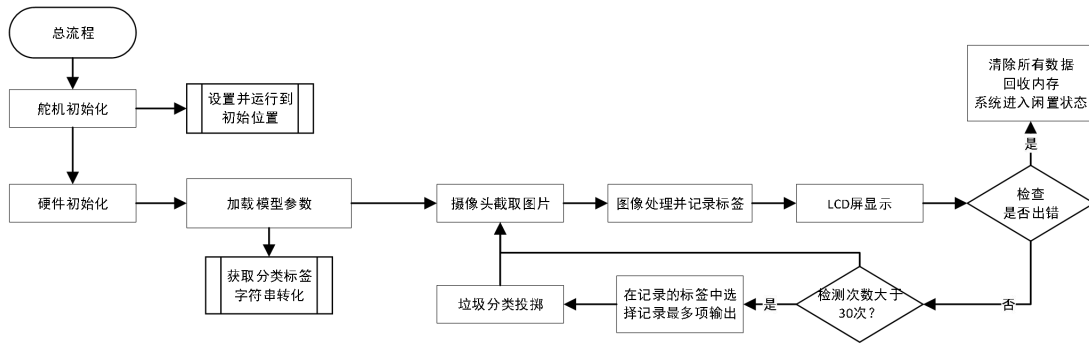 总流程
舵机初始化
设置并运行到
初始位置
硬件初始化
加载模型参数
获取分类标签
字符串转化
摄像头截取图片
图像处理并记录标签
LCD屏显示
检查
是否出错
是
清除所有数据
回收内存
系统进入闲置状态
否
检测次数大于
30次?
是
在记录的标签中选
择记录最多项输出
垃圾分类投掷